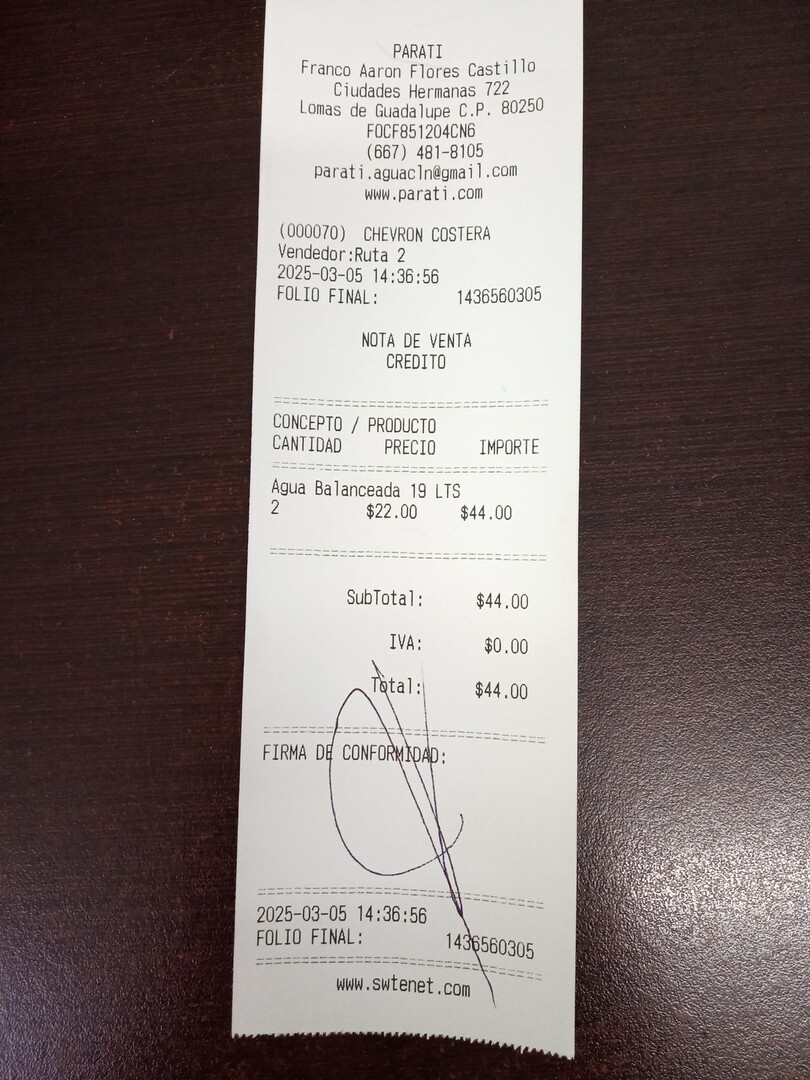 PARATI
Franco Aaron Flores Castillo
Ciudades Hermanas 722
Lomas de Guadalupe C.P. 80250
FOCF851204CN6
(667) 481-8105
parati.aguacln@gmail.com
www.parati.com
(000070) CHEVRON COSTERA
Vendedor:Ruta 2
2025-03-05 14:36:56
FOLIO FINAL: 1436560305
NOTA DE VENTA
CREDITO
CONCEPTO / PRODUCTO
CANTIDAD PRECIO IMPORTE
Agua Balanceada 19 LTS
2 $22.00 $44.00
SubTotal: $44.00
IVA: $0.00
Total: $44.00
FIRMA DE CONFORMIDAD:
2025-03-05 14:36:56
FOLIO FINAL: 1436560305
www.swtenet.com